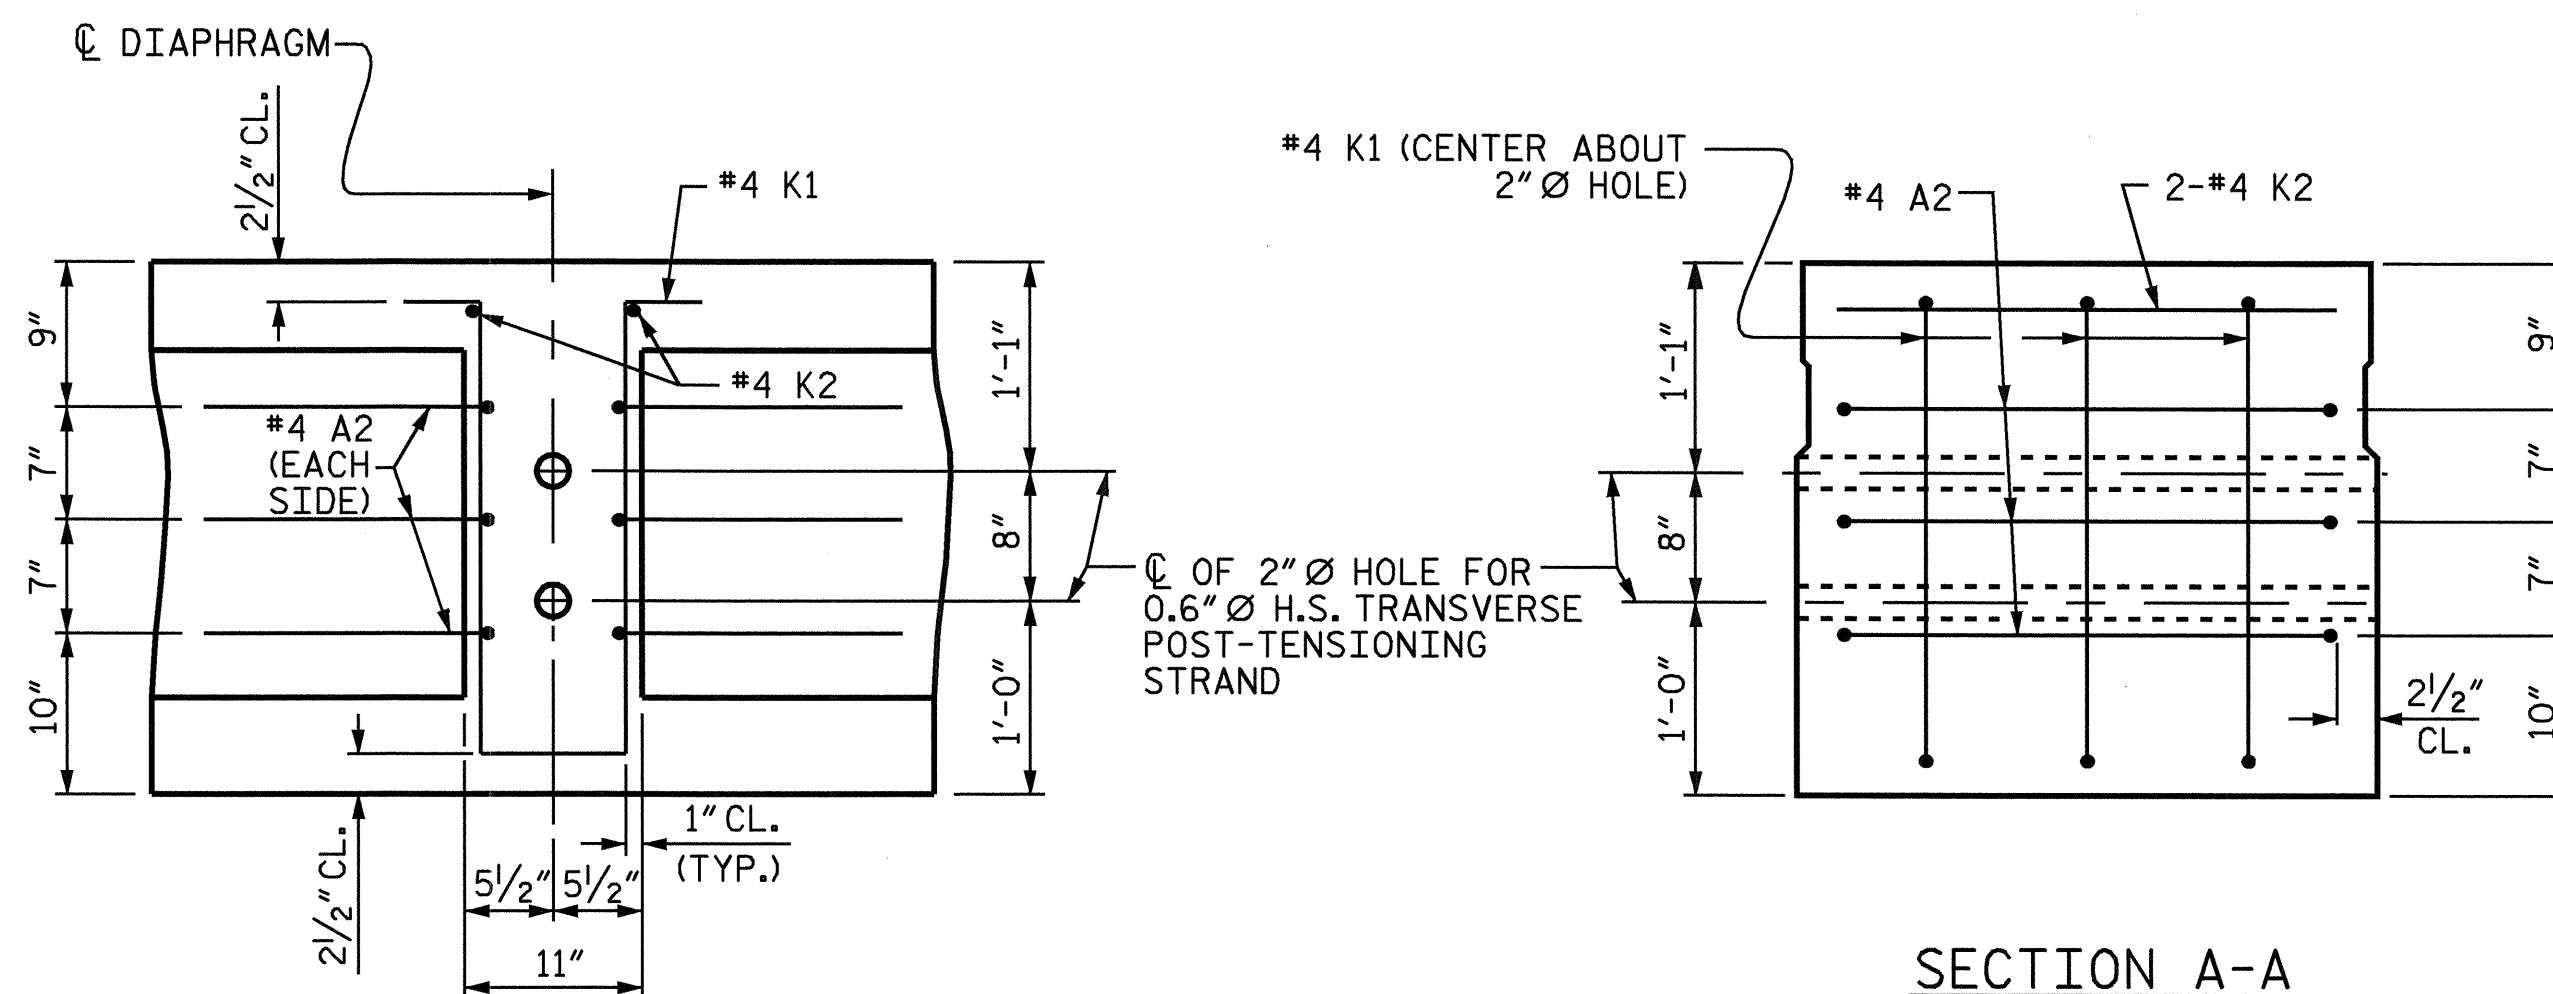 ℄ DIAPHRAGM
2½" CL.
#4 K1
9"
7"
7"
10"
#4 K2
#4 A2
(EACH
SIDE)
1'-1"
8"
1'-0"
2½" CL.
1" CL.
(TYP.)
5½" 5½"
11"
℄ OF 2" Ø HOLE FOR
0.6" Ø H.S. TRANSVERSE
POST-TENSIONING
STRAND
#4 K1 (CENTER ABOUT
2" Ø HOLE)
#4 A2
2-#4 K2
1'-1"
8"
1'-0"
9"
7"
7"
10"
2½"
CL.
SECTION A-A